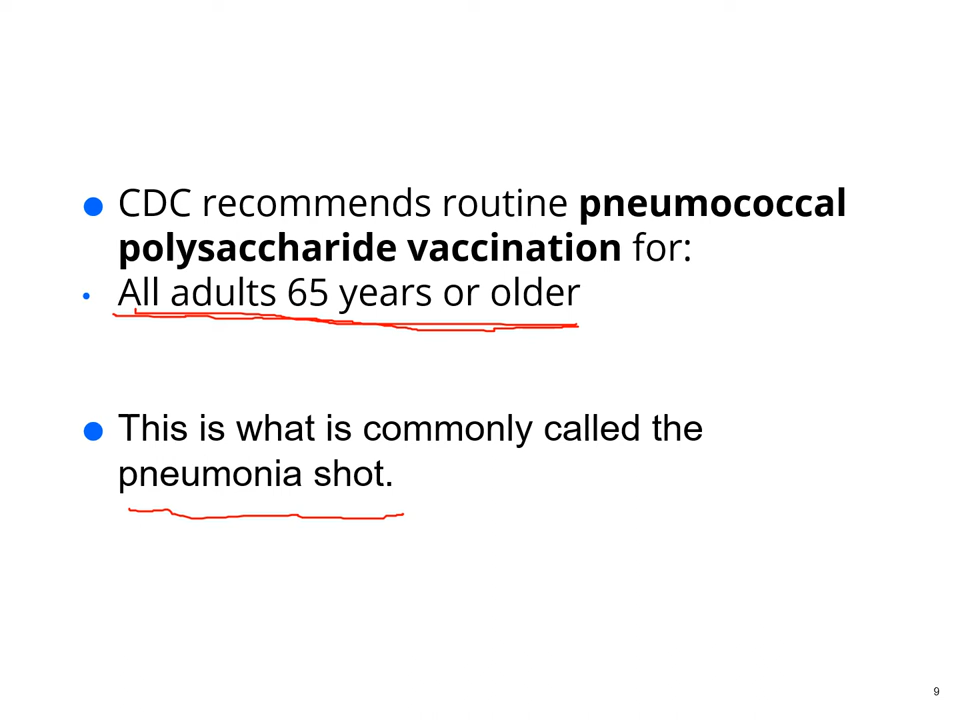 ● CDC recommends routine pneumococcal
polysaccharide vaccination for:
• All adults 65 years or older
● This is what is commonly called the
pneumonia shot.
9